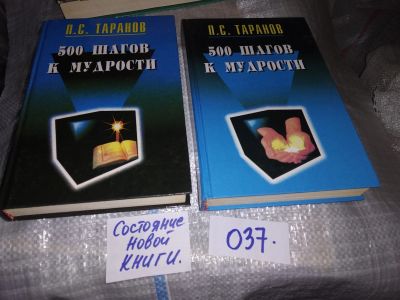 П.С. ТАРАНОВ
500 ШАГОВ
К МУДРОСТИ
П.С. ТАРАНОВ
500 ШАГОВ
К МУДРОСТИ
Состояние
новой
КНИГИ.
037.